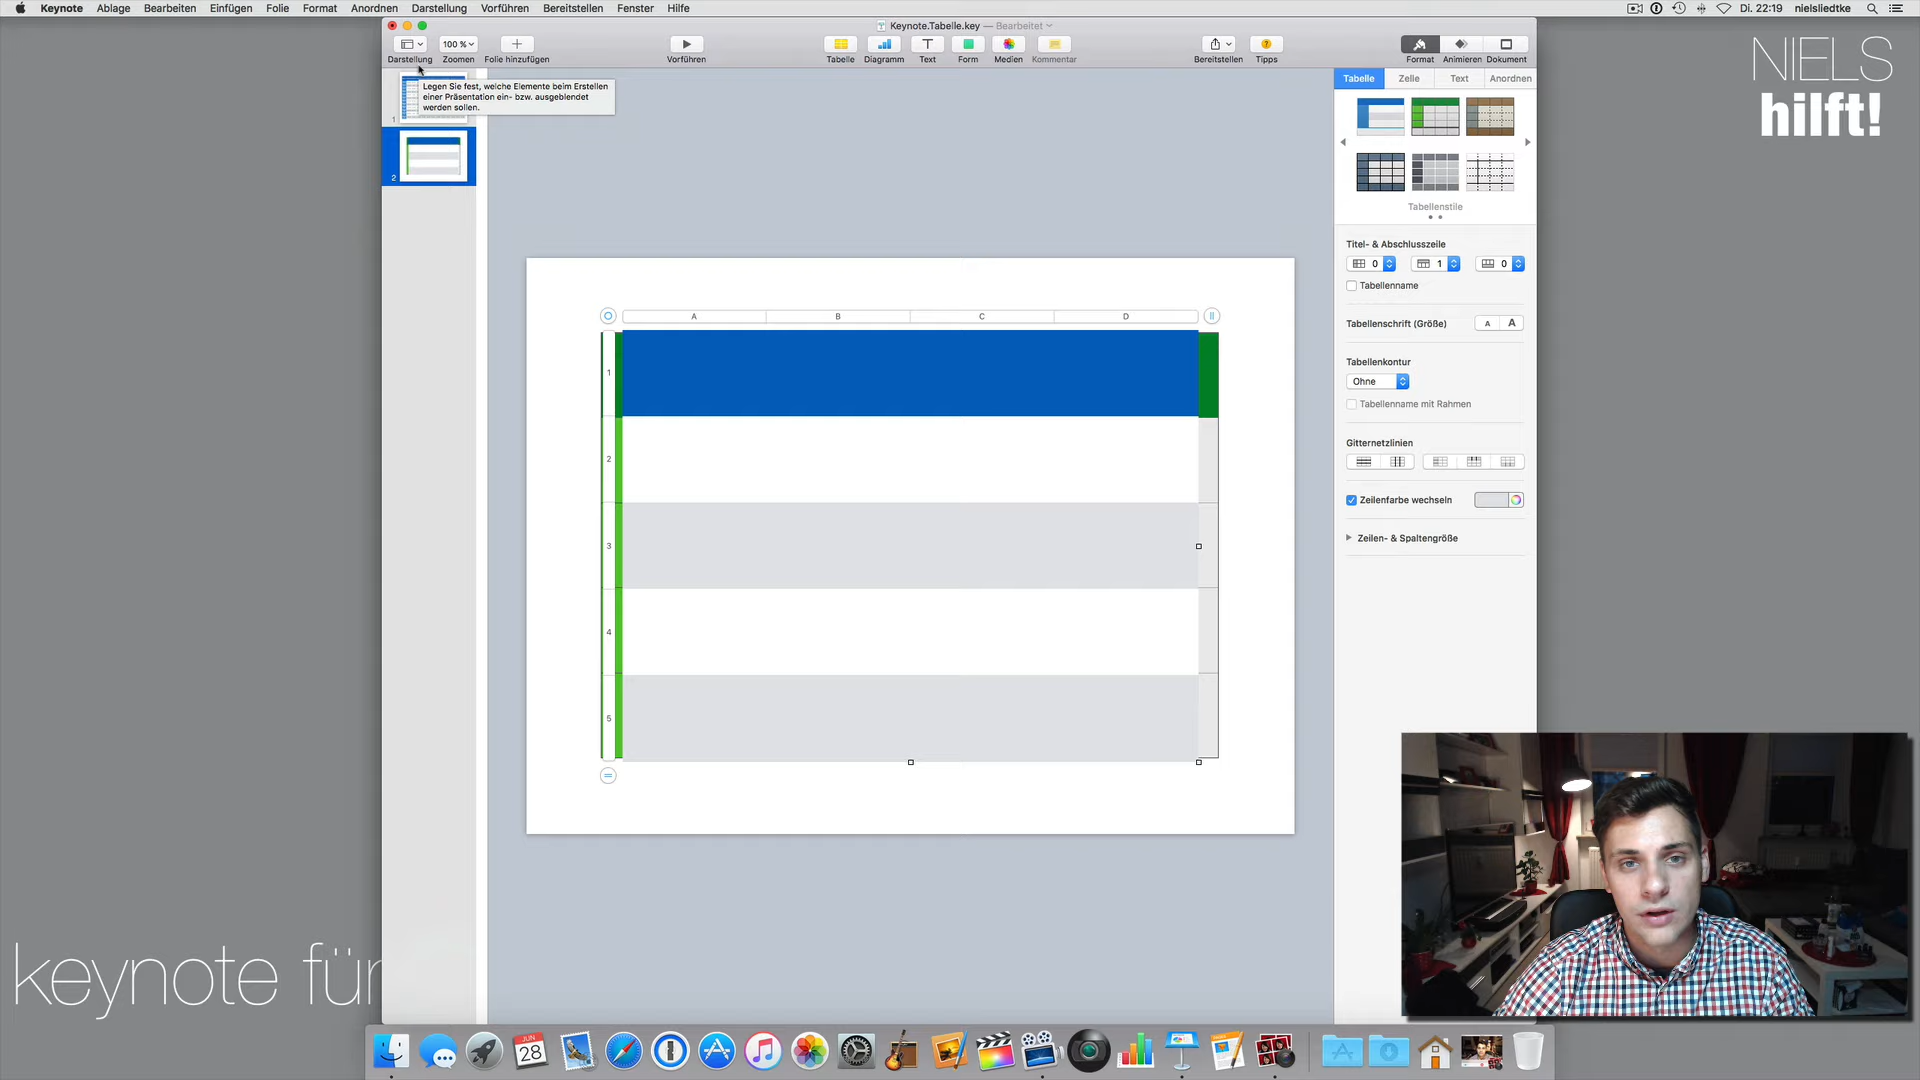 Keynote Ablage Bearbeiten Einfügen Folie Format Anordnen Darstellung Vorführen Bereitstellen Fenster Hilfe
Di. 22:19 nielsliedtke
Keynote.Tabelle.key — Bearbeitet
100 %
Darstellung Zoomen Folie hinzufügen Vorführen Tabelle Diagramm Text Form Medien Kommentar Bereitstellen Tipps Format Animieren Dokument
Legen Sie fest, welche Elemente beim Erstellen
einer Präsentation ein- bzw. ausgeblendet
werden sollen.
1
2
A B C D
1
2
3
4
5
Tabelle Zelle Text Anordnen
Tabellenstile
Titel- & Abschlusszeile
0 1 0
Tabellenname
Tabellenschrift (Größe) A A
Tabellenkontur
Ohne
Tabellenname mit Rahmen
Gitternetzlinien
Zeilenfarbe wechseln
Zeilen- & Spaltengröße
NIELS
hilft!
keynote für
JUN
28